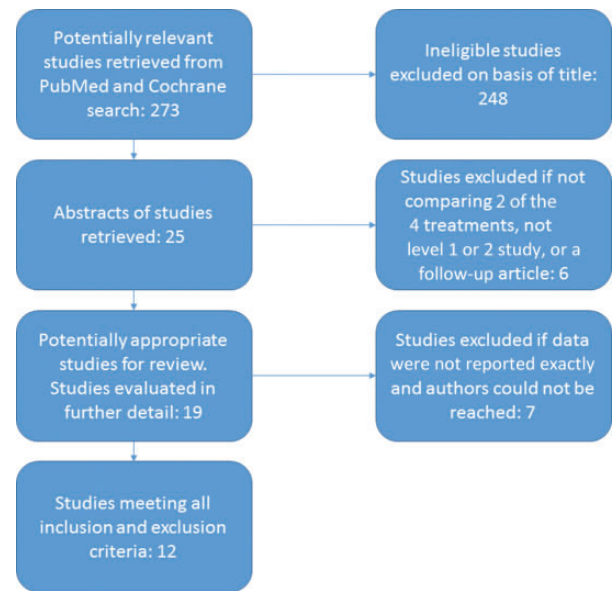 Potentially relevant
studies retrieved from
PubMed and Cochrane
search: 273
Ineligible studies
excluded on basis of title:
248
Abstracts of studies
retrieved: 25
Studies excluded if not
comparing 2 of the
4 treatments, not
level 1 or 2 study, or a
follow-up article: 6
Potentially appropriate
studies for review.
Studies evaluated in
further detail: 19
Studies excluded if data
were not reported exactly
and authors could not be
reached: 7
Studies meeting all
inclusion and exclusion
criteria: 12